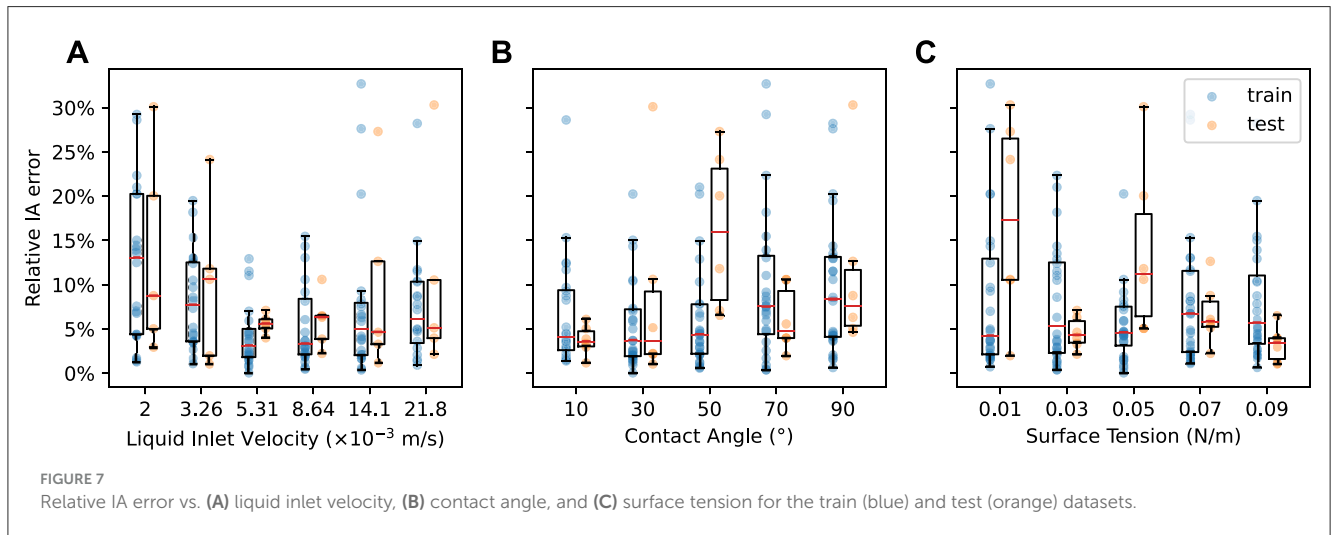 A
B
C
Relative IA error
30%
25%
20%
15%
10%
5%
0%
2 3.26 5.31 8.64 14.1 21.8
Liquid Inlet Velocity (×10⁻³ m/s)
10 30 50 70 90
Contact Angle (°)
train
test
0.01 0.03 0.05 0.07 0.09
Surface Tension (N/m)
FIGURE 7
Relative IA error vs. (A) liquid inlet velocity, (B) contact angle, and (C) surface tension for the train (blue) and test (orange) datasets.